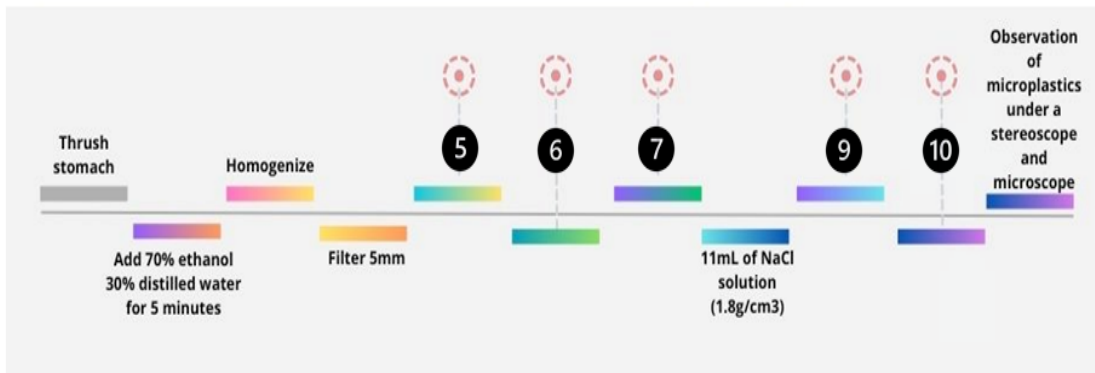 Thrush
stomach
Add 70% ethanol
30% distilled water
for 5 minutes
Homogenize
Filter 5mm
5
6
7
11mL of NaCl
solution
(1.8g/cm3)
9
10
Observation
of
microplastics
under a
stereoscope
and
microscope